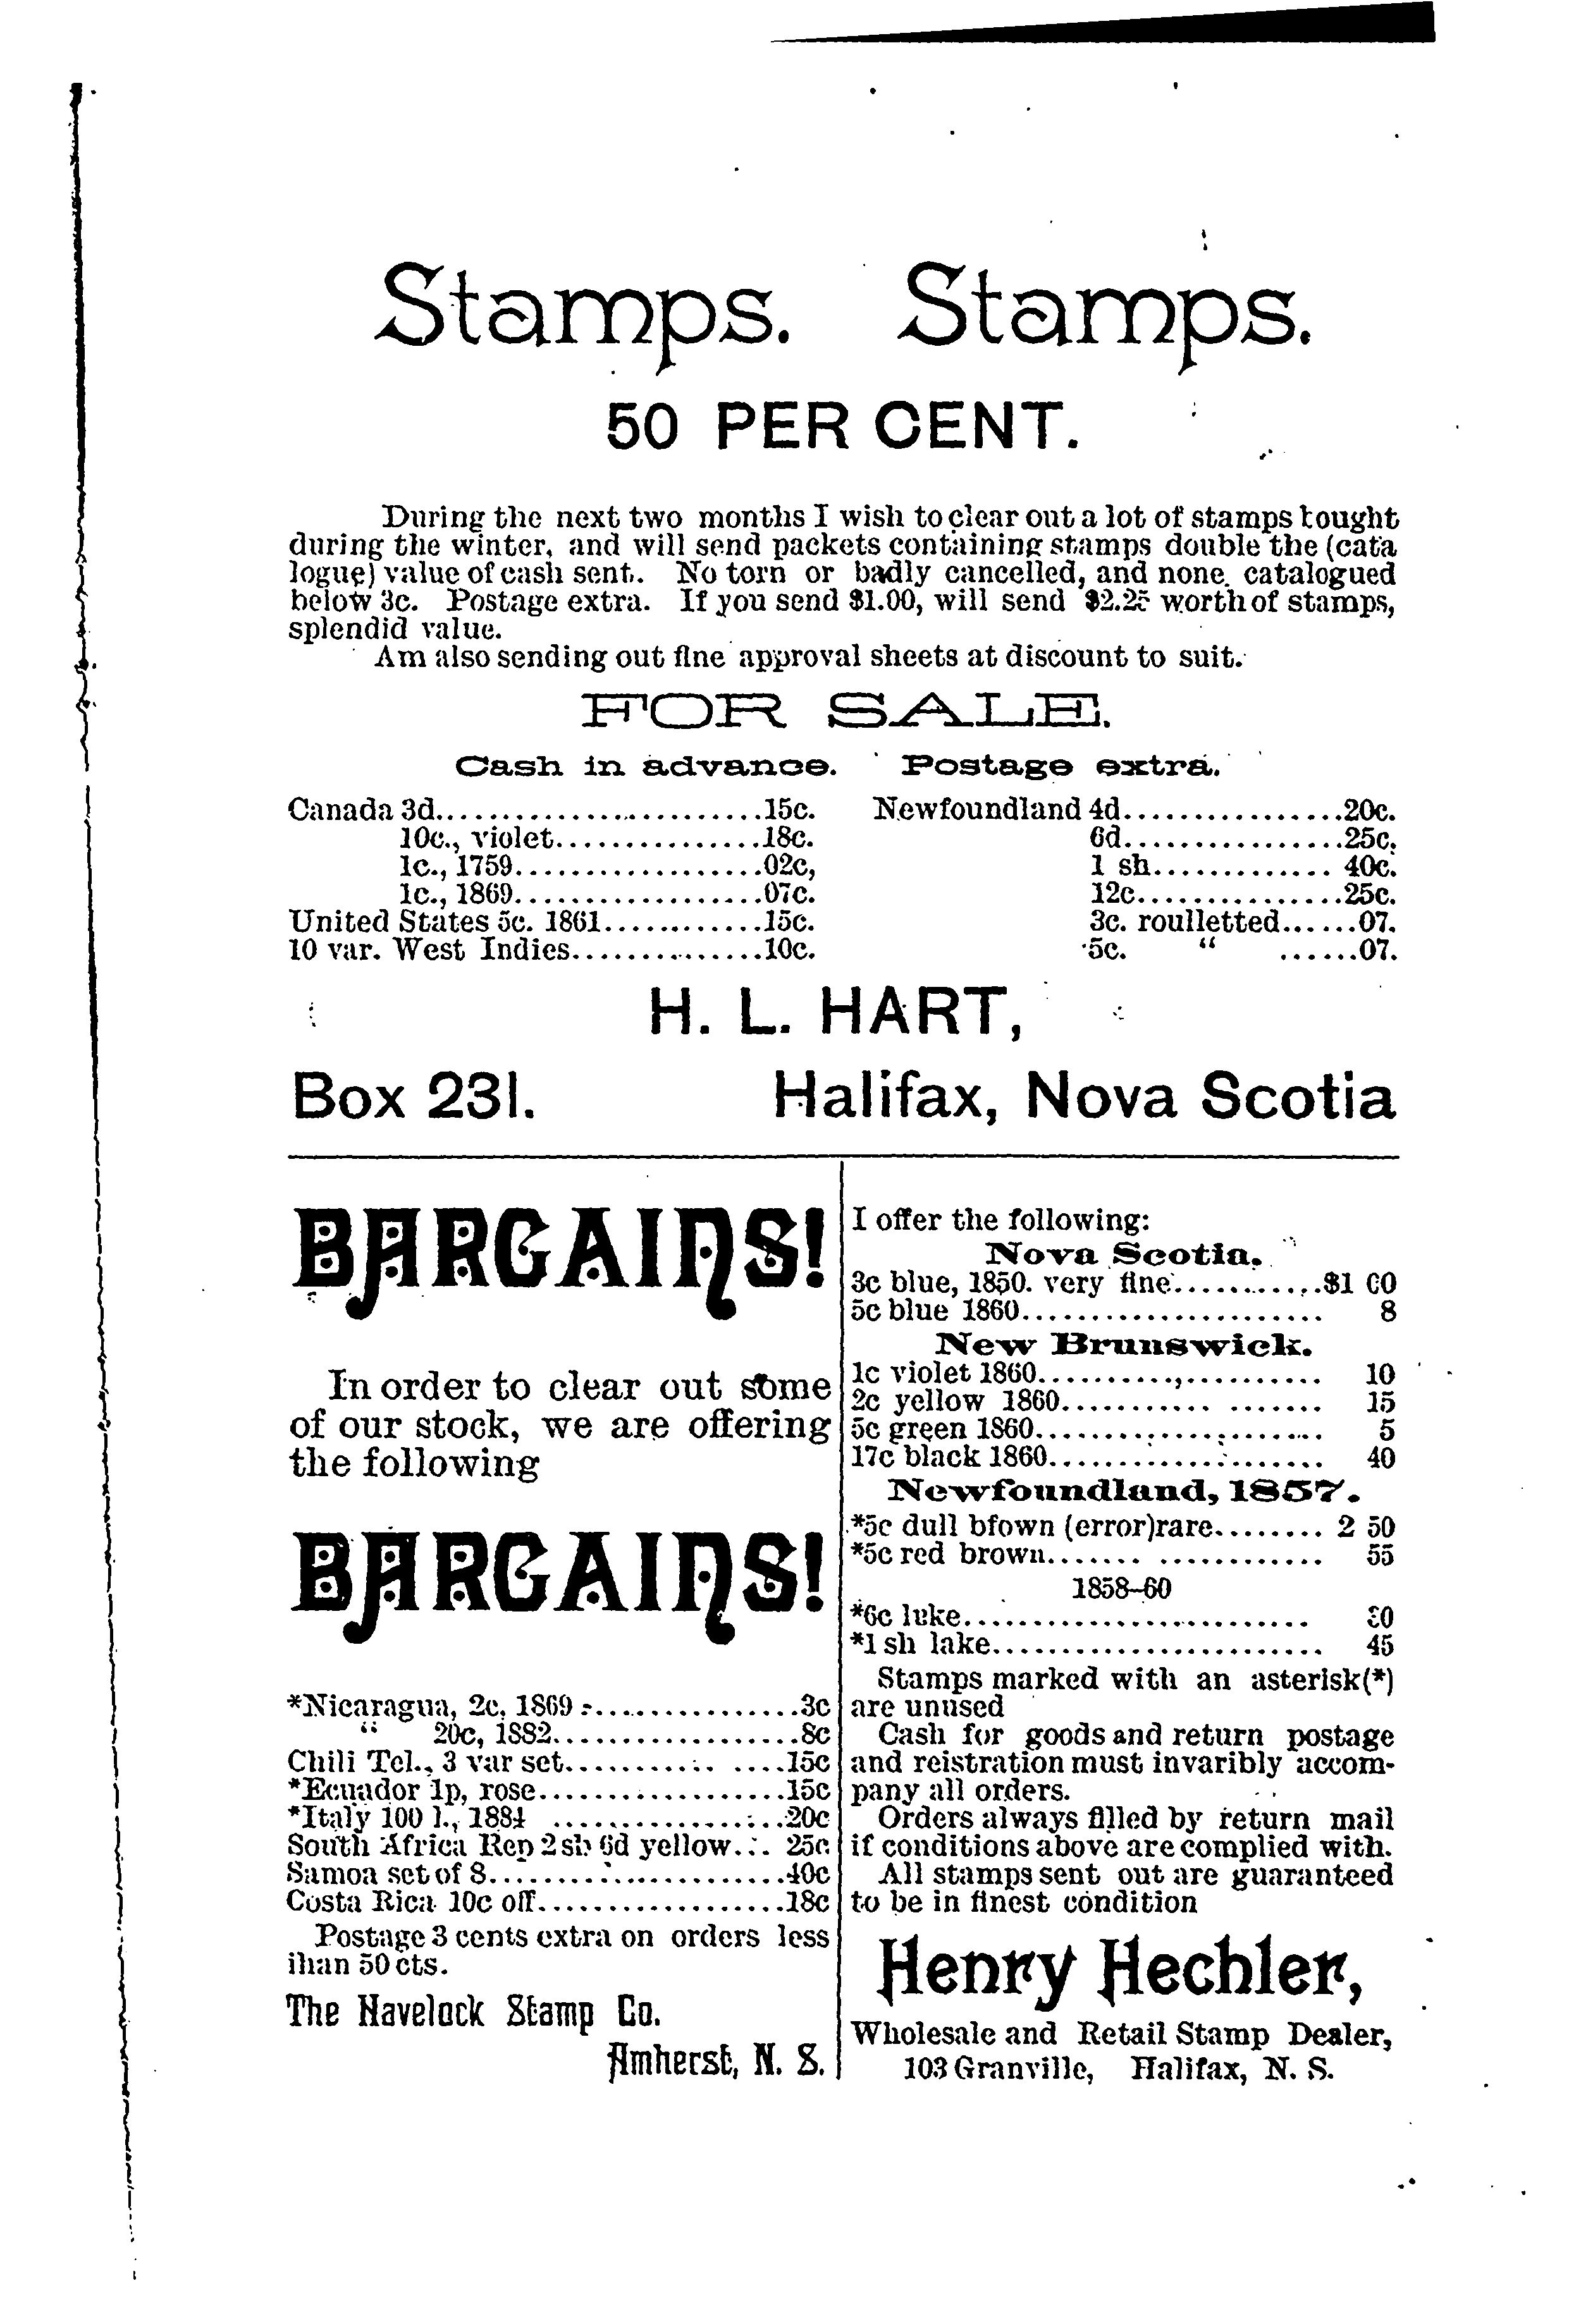 Stamps. Stamps.
50 PER CENT.
During the next two months I wish to clear out a lot of stamps tought
during the winter, and will send packets containing stamps double the (cata
logue) value of cash sent. No torn or badly cancelled, and none catalogued
below 3c. Postage extra. If you send $1.00, will send $2.25 worth of stamps,
splendid value.
Am also sending out fine approval sheets at discount to suit.
FOR SALE.
Cash in advance. Postage extra.
Canada 3d..........................15c.
10c., violet................18c.
1c., 1759....................02c,
1c., 1869....................07c.
United States 5c. 1861.............15c.
10 var. West Indies...............10c.
Newfoundland 4d.................20c.
6d.................25c.
1 sh............. 40c.
12c...............25c.
3c. roulletted......07.
5c. “ ......07.
H. L. HART,
Box 231. Halifax, Nova Scotia
BARGAINS!
In order to clear out some
of our stock, we are offering
the following
BARGAINS!
*Nicaragua, 2c, 1869 :-................3c
“ 20c, 1882....................8c
Chili Tel., 3 var set.............. ....15c
*Ecuador 1p, rose...................15c
*Italy 100 l., 1884 ..................20c
South Africa Rep 2 sh 6d yellow... 25c
Samoa set of 8.......................40c
Costa Rica 10c off...................18c
Postage 3 cents extra on orders less
ihan 50 cts.
The Havelock Stamp Co.
Amherst, N. S.
I offer the following:
Nova Scotia.
3c blue, 1850. very fine............$1 00
5c blue 1860...................... 8
New Brunswick.
1c violet 1860.........,.......... 10
2c yellow 1860........... ....... 15
5c green 1860..................... 5
17c black 1860.................... 40
Newfoundland, 1857.
*5c dull bfown (error)rare........ 2 50
*5c red brown....... ............ 55
1858-60
*6c lake......................... 30
*1 sh lake........................ 45
Stamps marked with an asterisk(*)
are unused
Cash for goods and return postage
and reistration must invaribly accom-
pany all orders.
Orders always filled by return mail
if conditions above are complied with.
All stamps sent out are guaranteed
to be in finest condition
Henry Hechler,
Wholesale and Retail Stamp Dealer,
103 Granville, Halifax, N. S.